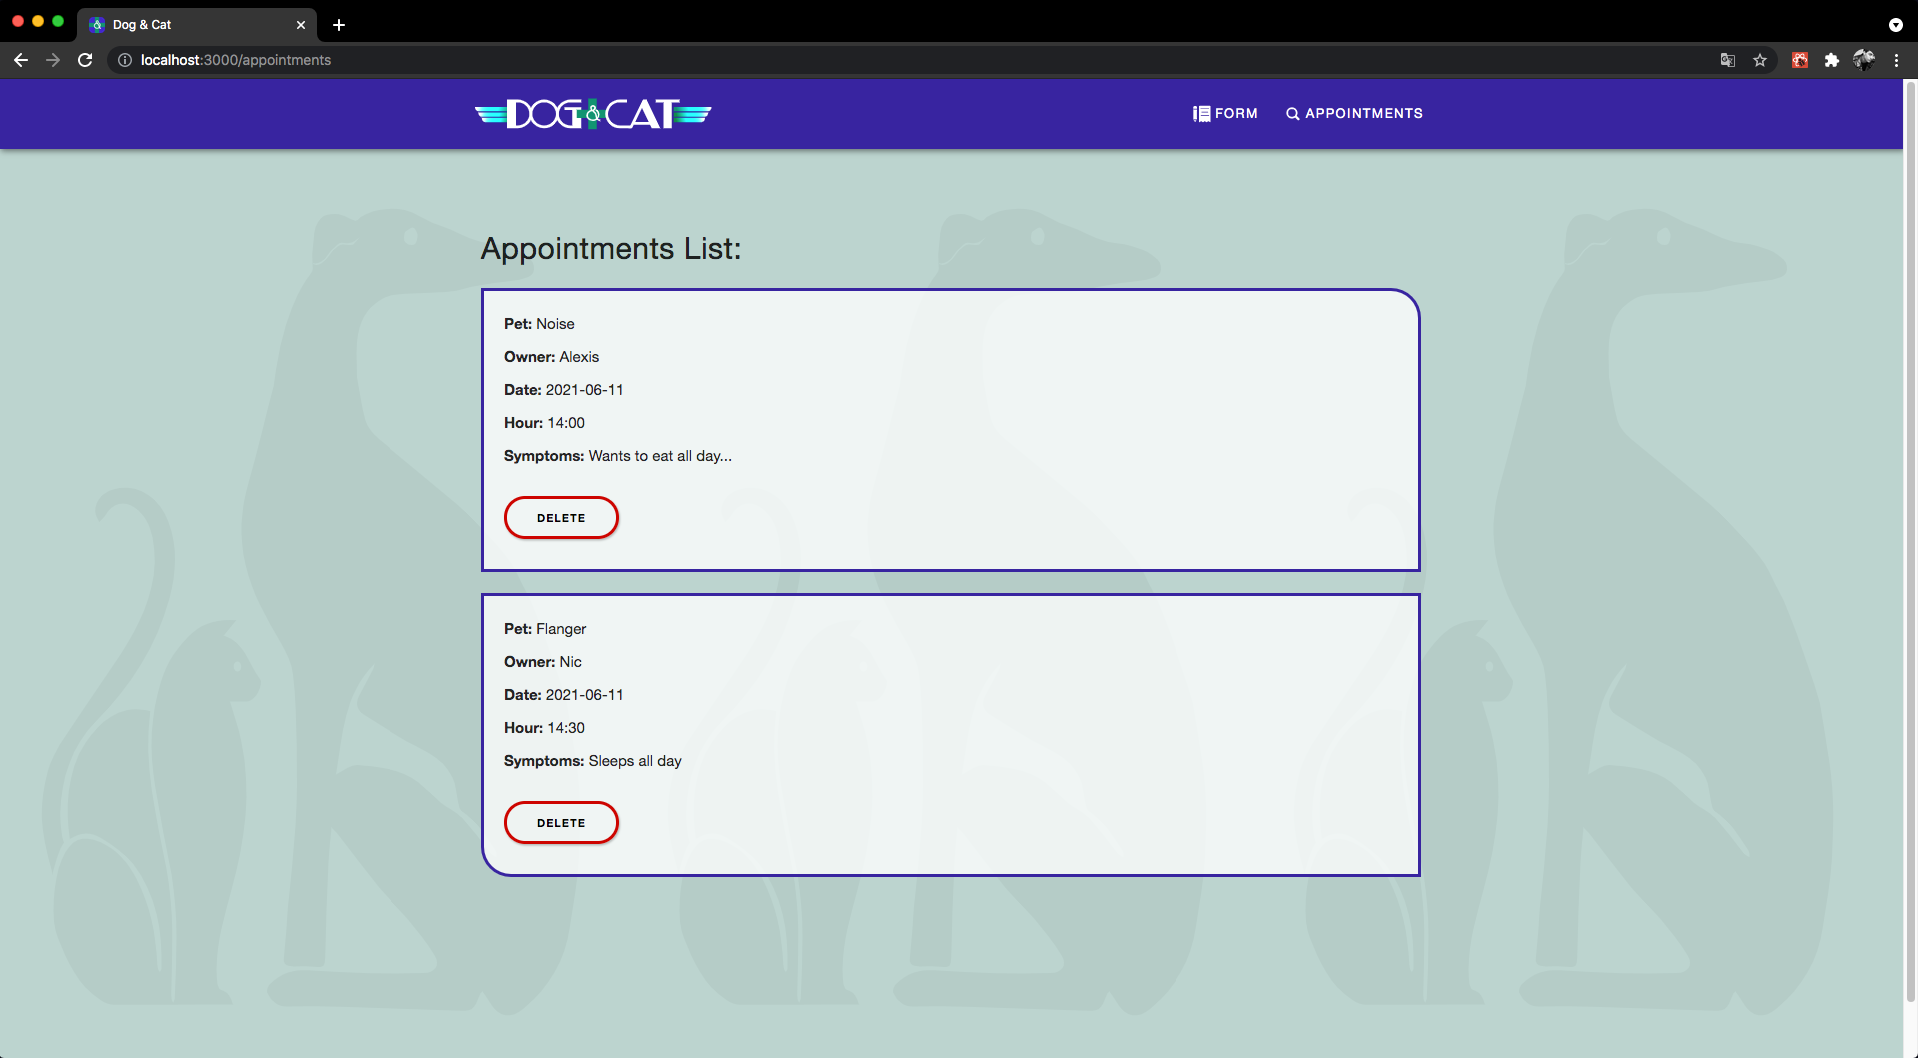 Dog & Cat
localhost:3000/appointments
DOG & CAT
FORM
APPOINTMENTS
Appointments List:
Pet: Noise
Owner: Alexis
Date: 2021-06-11
Hour: 14:00
Symptoms: Wants to eat all day...
DELETE
Pet: Flanger
Owner: Nic
Date: 2021-06-11
Hour: 14:30
Symptoms: Sleeps all day
DELETE